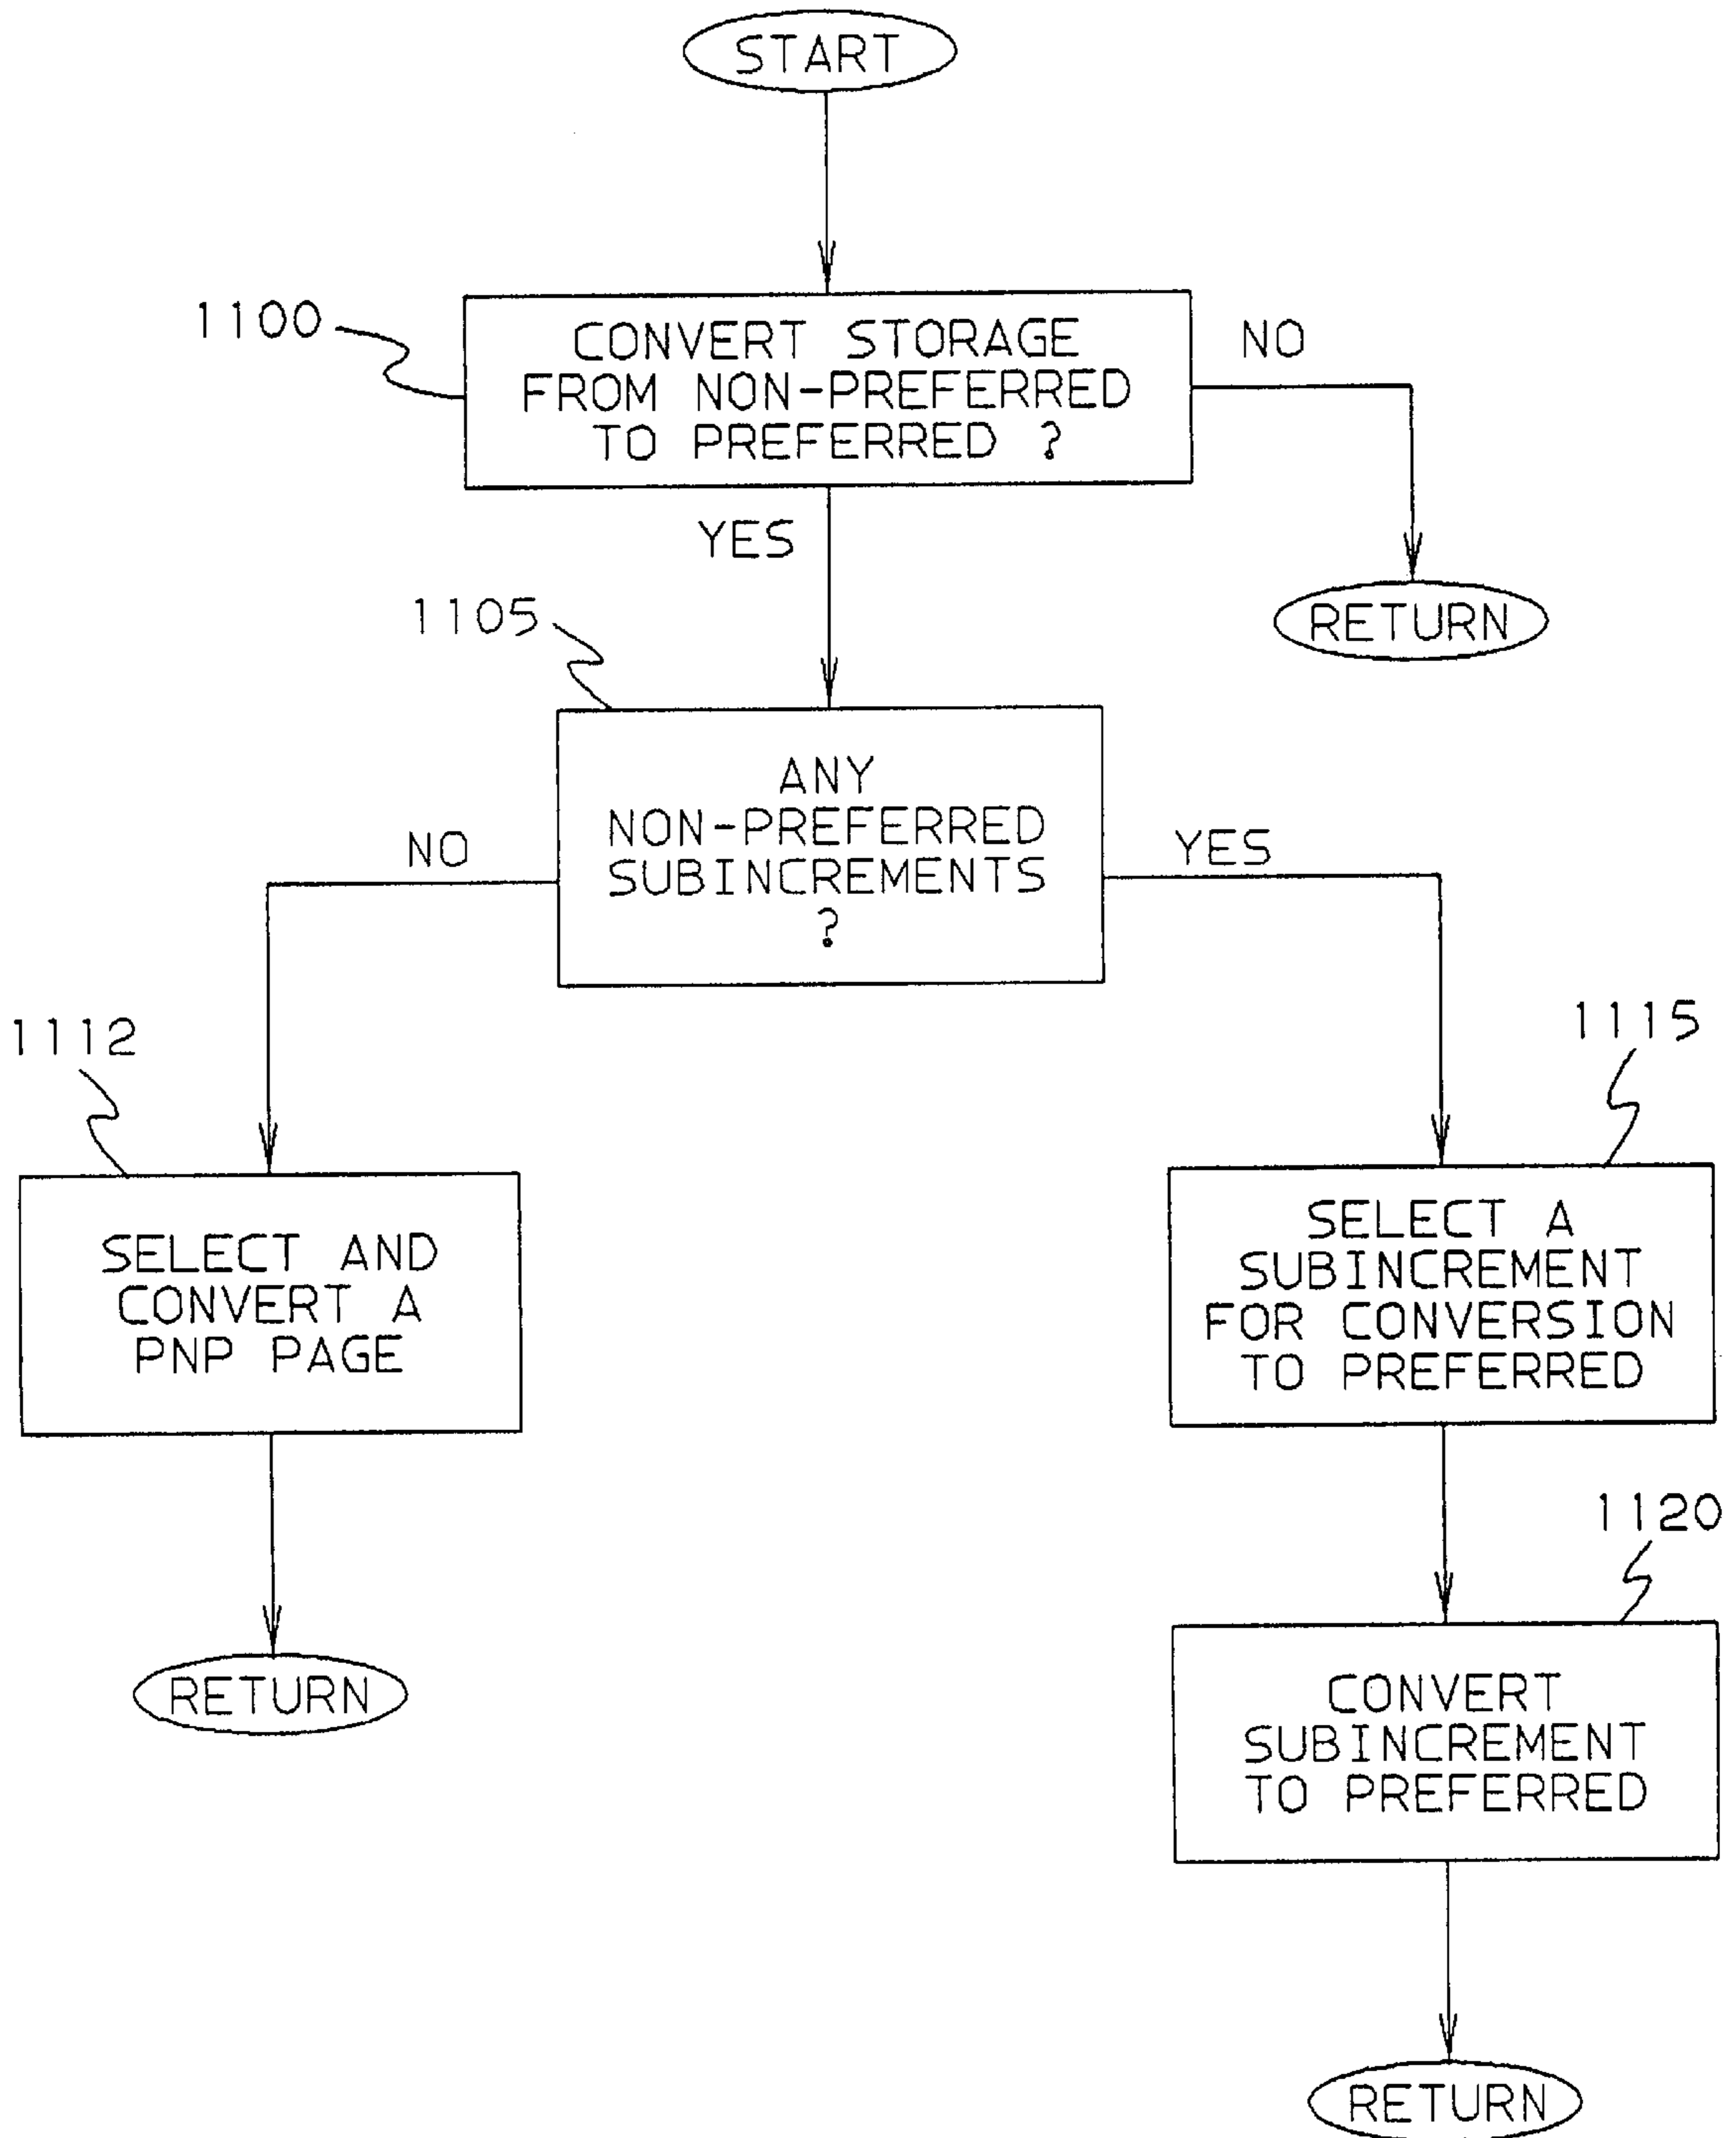 START
1100
CONVERT STORAGE
FROM NON-PREFERRED
TO PREFERRED ?
NO
YES
RETURN
1105
ANY
NON-PREFERRED
SUBINCREMENTS
?
NO
YES
1112
1115
SELECT AND
CONVERT A
PNP PAGE
SELECT A
SUBINCREMENT
FOR CONVERSION
TO PREFERRED
1120
RETURN
CONVERT
SUBINCREMENT
TO PREFERRED
RETURN